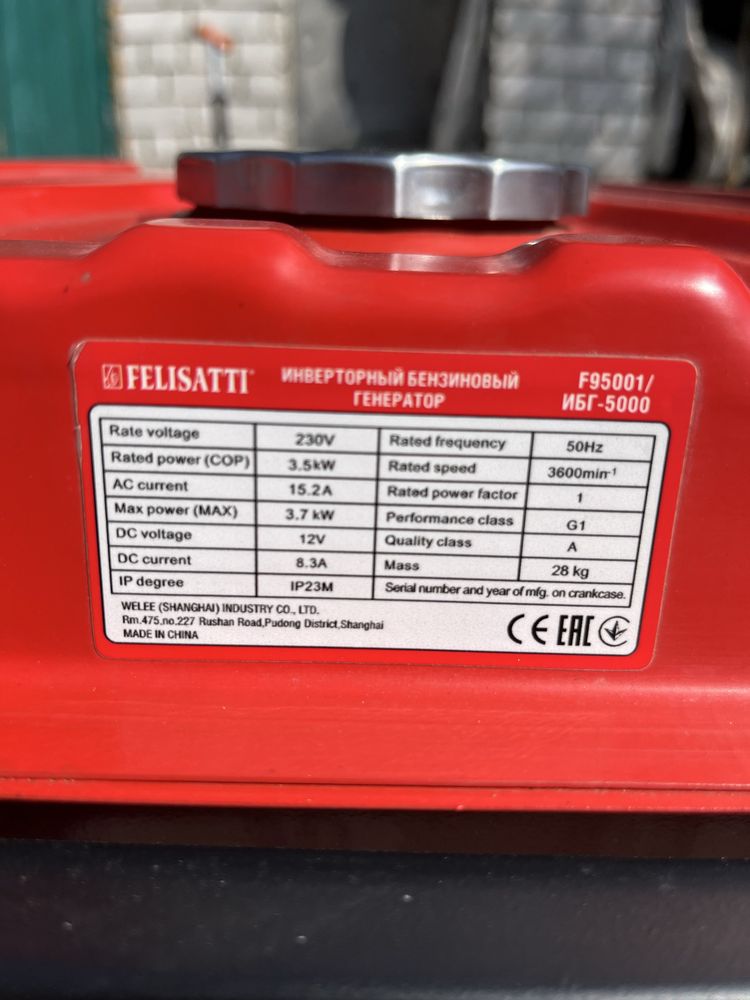 FELISATTI
ИНВЕРТОРНЫЙ БЕНЗИНОВЫЙ
ГЕНЕРАТОР
F95001/
ИБГ-5000
Rate voltage 230V Rated frequency 50Hz
Rated power (COP) 3.5kW Rated speed 3600min-1
AC current 15.2A Rated power factor 1
Max power (MAX) 3.7 kW Performance class G1
DC voltage 12V Quality class A
DC current 8.3A Mass 28 kg
IP degree IP23M Serial number and year of mfg. on crankcase.
WELEE (SHANGHAI) INDUSTRY CO., LTD.
Rm.475.no.227 Rushan Road,Pudong District,Shanghai
MADE IN CHINA
CE EAC